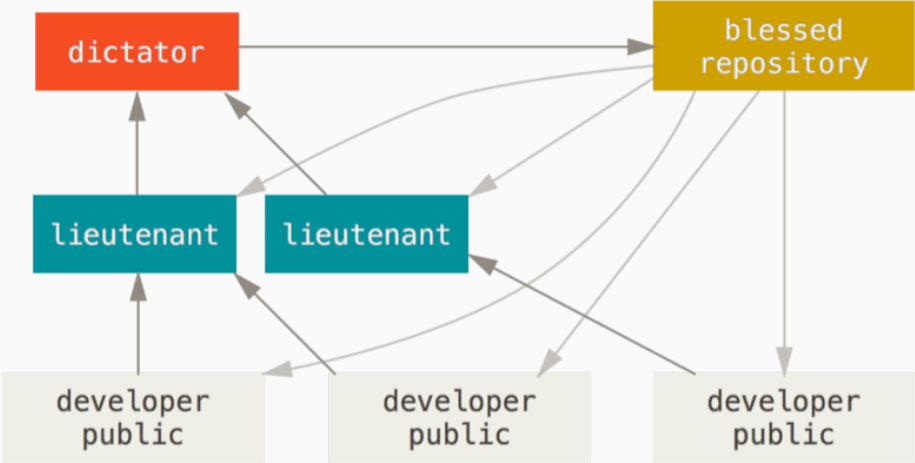 dictator
blessed
repository
lieutenant
lieutenant
developer
public
developer
public
developer
public